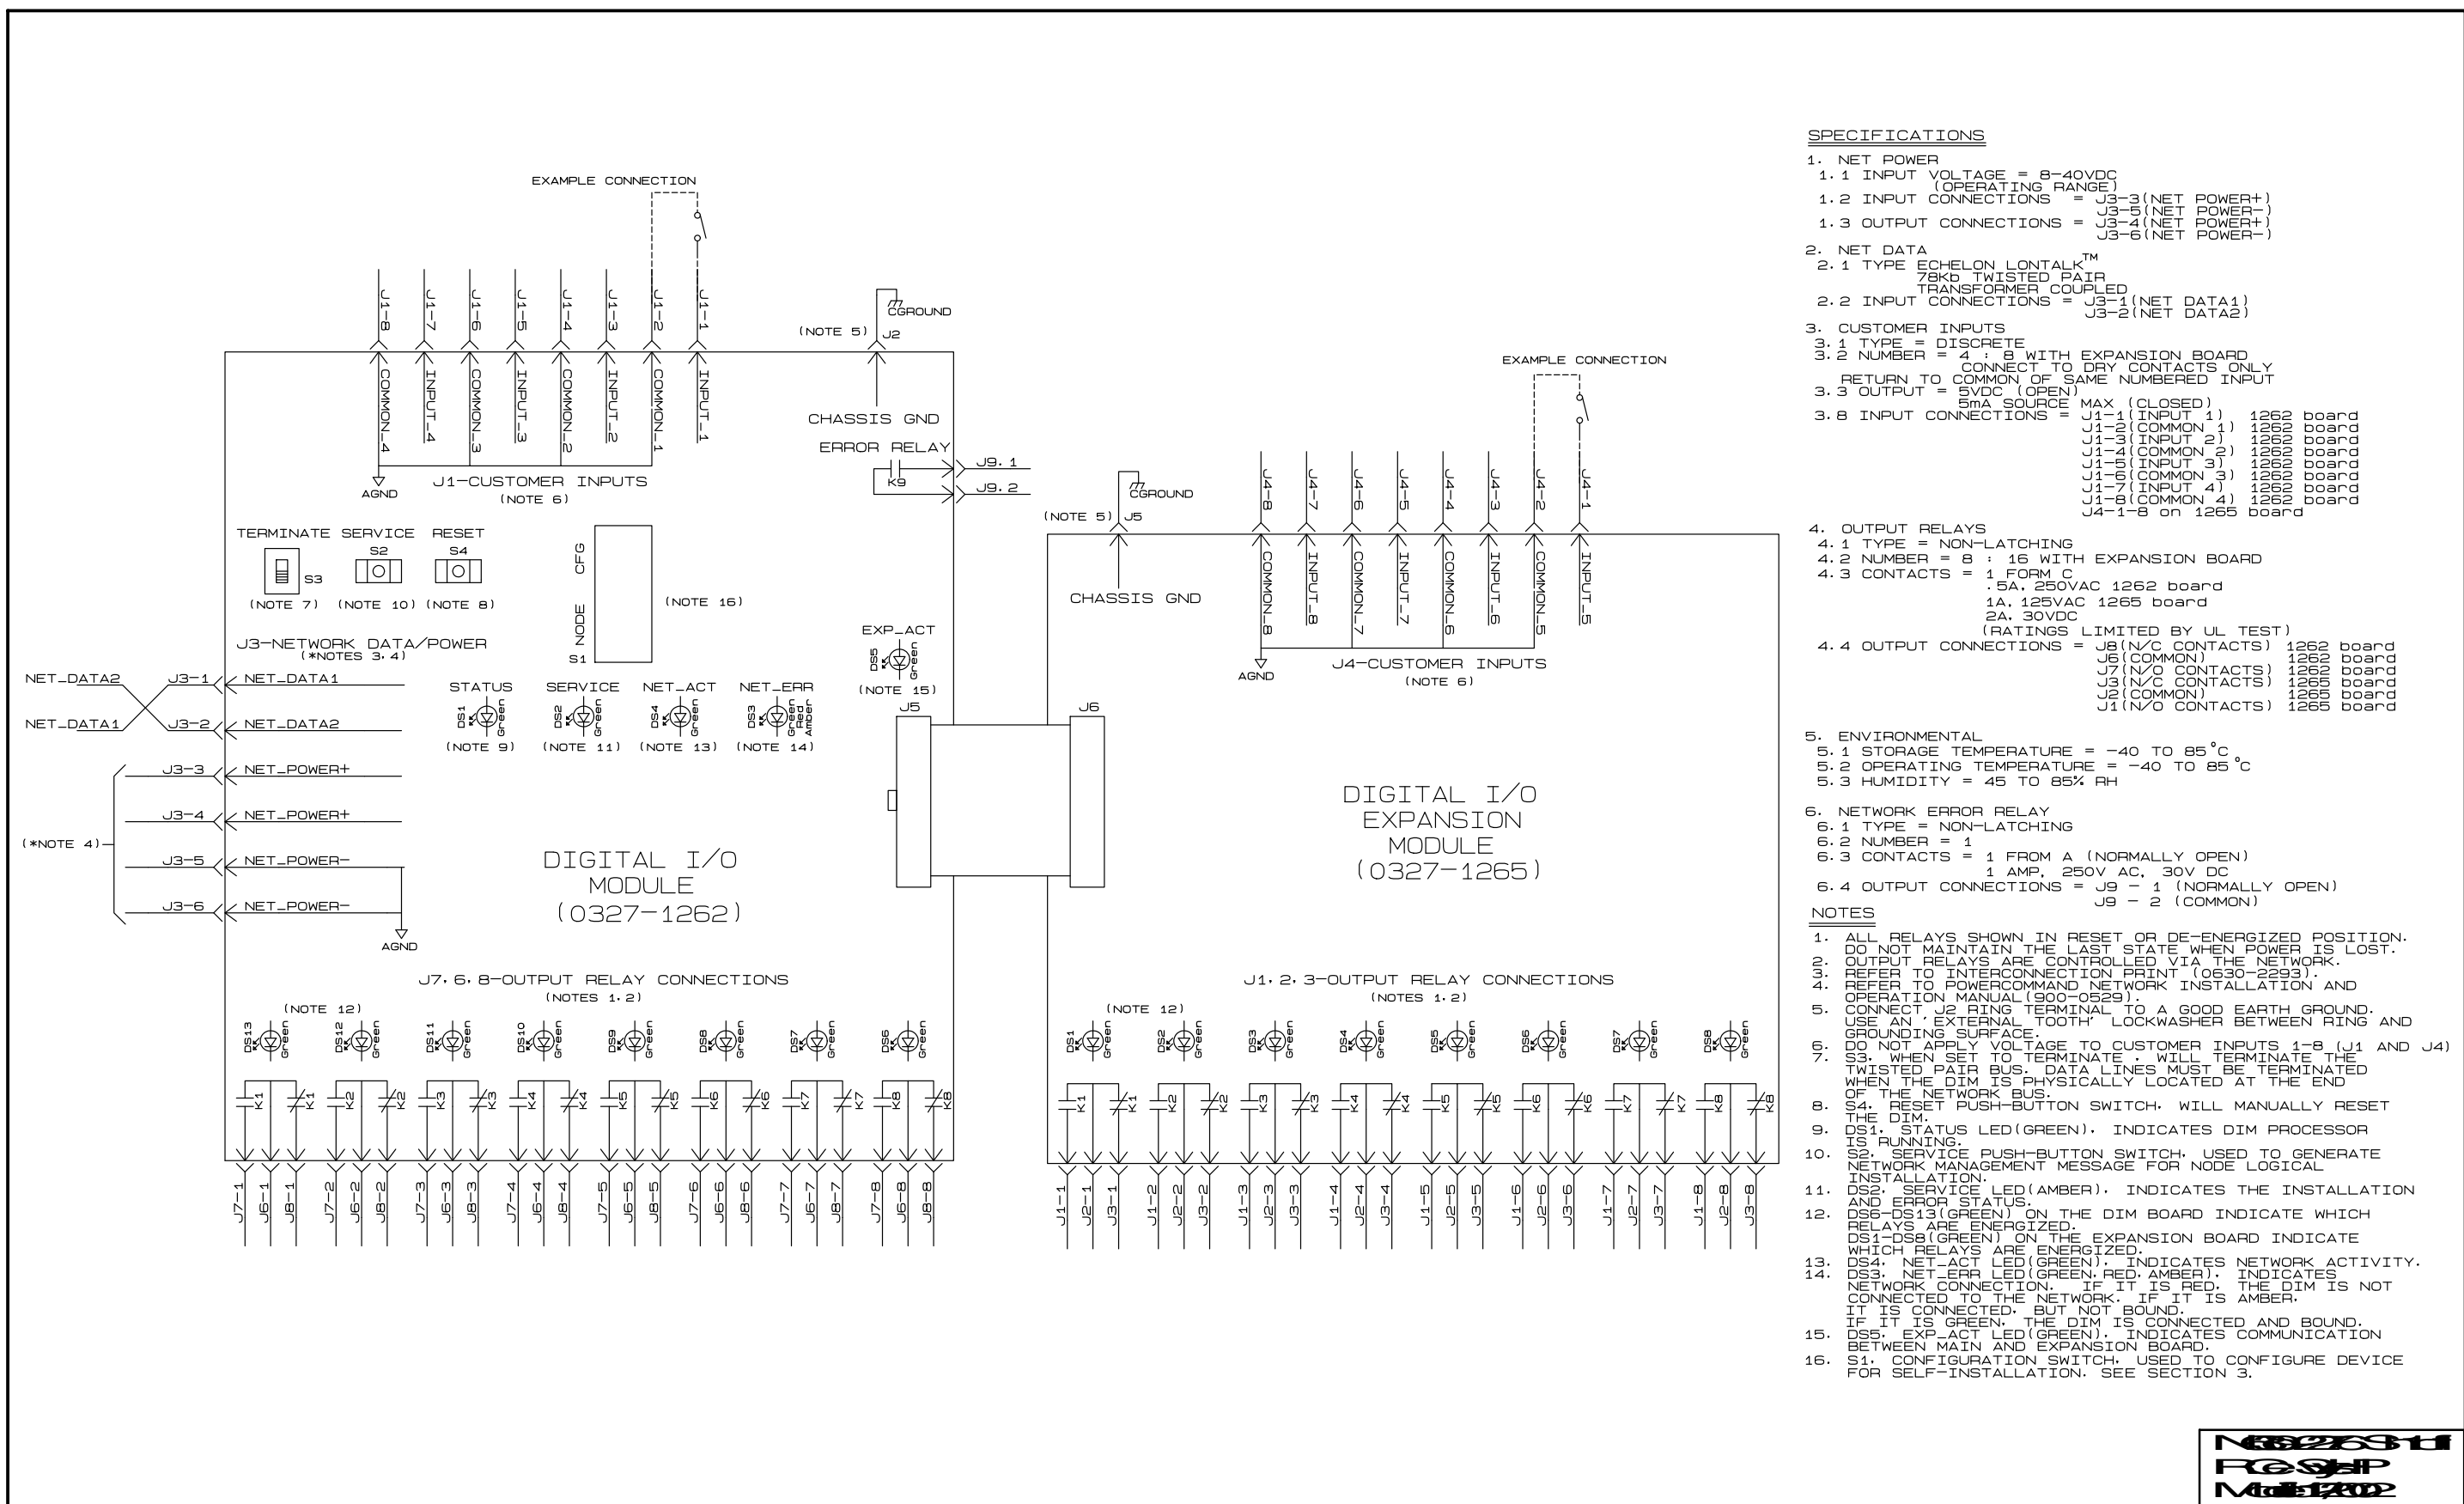 EXAMPLE CONNECTION
J1-8
J1-7
J1-6
J1-5
J1-4
J1-3
J1-2
J1-1
CGROUND
(NOTE 5)
J2
COMMON_4
INPUT_4
COMMON_3
INPUT_3
COMMON_2
INPUT_2
COMMON_1
INPUT_1
CHASSIS GND
ERROR RELAY
K9
J9.1
J9.2
AGND
J1-CUSTOMER INPUTS
(NOTE 6)
TERMINATE SERVICE RESET
S3
S2
S4
(NOTE 7) (NOTE 10) (NOTE 8)
CFG
NODE
S1
(NOTE 16)
J3-NETWORK DATA/POWER
(*NOTES 3,4)
NET_DATA2
J3-1
NET_DATA1
NET_DATA1
J3-2
NET_DATA2
J3-3
NET_POWER+
J3-4
NET_POWER+
(*NOTE 4)
J3-5
NET_POWER-
J3-6
NET_POWER-
AGND
STATUS
DS1
Green
(NOTE 9)
SERVICE
DS2
Green
(NOTE 11)
NET_ACT
DS4
Green
(NOTE 13)
NET_ERR
DS3
Green
Red
Amber
(NOTE 14)
EXP_ACT
DS5
Green
(NOTE 15)
J5
J6
DIGITAL I/O
MODULE
(0327-1262)
J7,6,8-OUTPUT RELAY CONNECTIONS
(NOTES 1,2)
(NOTE 12)
DS13
Green
DS12
Green
DS11
Green
DS10
Green
DS9
Green
DS8
Green
DS7
Green
DS6
Green
K1
K1
K2
K2
K3
K3
K4
K4
K5
K5
K6
K6
K7
K7
K8
K8
J7-1
J6-1
J8-1
J7-2
J6-2
J8-2
J7-3
J6-3
J8-3
J7-4
J6-4
J8-4
J7-5
J6-5
J8-5
J7-6
J6-6
J8-6
J7-7
J6-7
J8-7
J7-8
J6-8
J8-8
EXAMPLE CONNECTION
CGROUND
(NOTE 5)
J5
CHASSIS GND
J4-8
J4-7
J4-6
J4-5
J4-4
J4-3
J4-2
J4-1
COMMON_8
INPUT_8
COMMON_7
INPUT_7
COMMON_6
INPUT_6
COMMON_5
INPUT_5
AGND
J4-CUSTOMER INPUTS
(NOTE 6)
DIGITAL I/O
EXPANSION
MODULE
(0327-1265)
J1,2,3-OUTPUT RELAY CONNECTIONS
(NOTES 1,2)
(NOTE 12)
DS1
Green
DS2
Green
DS3
Green
DS4
Green
DS5
Green
DS6
Green
DS7
Green
DS8
Green
K1
K1
K2
K2
K3
K3
K4
K4
K5
K5
K6
K6
K7
K7
K8
K8
J1-1
J2-1
J3-1
J1-2
J2-2
J3-2
J1-3
J2-3
J3-3
J1-4
J2-4
J3-4
J1-5
J2-5
J3-5
J1-6
J2-6
J3-6
J1-7
J2-7
J3-7
J1-8
J2-8
J3-8
SPECIFICATIONS
1. NET POWER
1.1 INPUT VOLTAGE = 8-40VDC
(OPERATING RANGE)
1.2 INPUT CONNECTIONS = J3-3(NET POWER+)
J3-5(NET POWER-)
1.3 OUTPUT CONNECTIONS = J3-4(NET POWER+)
J3-6(NET POWER-)
2. NET DATA
2.1 TYPE ECHELON LONTALK™
78Kb TWISTED PAIR
TRANSFORMER COUPLED
2.2 INPUT CONNECTIONS = J3-1(NET DATA1)
J3-2(NET DATA2)
3. CUSTOMER INPUTS
3.1 TYPE = DISCRETE
3.2 NUMBER = 4 : 8 WITH EXPANSION BOARD
CONNECT TO DRY CONTACTS ONLY
RETURN TO COMMON OF SAME NUMBERED INPUT
3.3 OUTPUT = 5VDC (OPEN)
5mA SOURCE MAX (CLOSED)
3.8 INPUT CONNECTIONS = J1-1(INPUT 1) 1262 board
J1-2(COMMON 1) 1262 board
J1-3(INPUT 2) 1262 board
J1-4(COMMON 2) 1262 board
J1-5(INPUT 3) 1262 board
J1-6(COMMON 3) 1262 board
J1-7(INPUT 4) 1262 board
J1-8(COMMON 4) 1262 board
J4-1-8 on 1265 board
4. OUTPUT RELAYS
4.1 TYPE = NON-LATCHING
4.2 NUMBER = 8 : 16 WITH EXPANSION BOARD
4.3 CONTACTS = 1 FORM C
.5A, 250VAC 1262 board
1A, 125VAC 1265 board
2A, 30VDC
(RATINGS LIMITED BY UL TEST)
4.4 OUTPUT CONNECTIONS = J8(N/C CONTACTS) 1262 board
J6(COMMON) 1262 board
J7(N/O CONTACTS) 1262 board
J3(N/C CONTACTS) 1265 board
J2(COMMON) 1265 board
J1(N/O CONTACTS) 1265 board
5. ENVIRONMENTAL
5.1 STORAGE TEMPERATURE = -40 TO 85°C
5.2 OPERATING TEMPERATURE = -40 TO 85°C
5.3 HUMIDITY = 45 TO 85% RH
6. NETWORK ERROR RELAY
6.1 TYPE = NON-LATCHING
6.2 NUMBER = 1
6.3 CONTACTS = 1 FROM A (NORMALLY OPEN)
1 AMP, 250V AC, 30V DC
6.4 OUTPUT CONNECTIONS = J9 - 1 (NORMALLY OPEN)
J9 - 2 (COMMON)
NOTES
1. ALL RELAYS SHOWN IN RESET OR DE-ENERGIZED POSITION.
DO NOT MAINTAIN THE LAST STATE WHEN POWER IS LOST.
2. OUTPUT RELAYS ARE CONTROLLED VIA THE NETWORK.
3. REFER TO INTERCONNECTION PRINT (0630-2293).
4. REFER TO POWERCOMMAND NETWORK INSTALLATION AND
OPERATION MANUAL(900-0529).
5. CONNECT J2 RING TERMINAL TO A GOOD EARTH GROUND.
USE AN 'EXTERNAL TOOTH' LOCKWASHER BETWEEN RING AND
GROUNDING SURFACE.
6. DO NOT APPLY VOLTAGE TO CUSTOMER INPUTS 1-8 (J1 AND J4)
7. S3, WHEN SET TO TERMINATE , WILL TERMINATE THE
TWISTED PAIR BUS. DATA LINES MUST BE TERMINATED
WHEN THE DIM IS PHYSICALLY LOCATED AT THE END
OF THE NETWORK BUS.
8. S4, RESET PUSH-BUTTON SWITCH, WILL MANUALLY RESET
THE DIM.
9. DS1, STATUS LED(GREEN), INDICATES DIM PROCESSOR
IS RUNNING.
10. S2, SERVICE PUSH-BUTTON SWITCH, USED TO GENERATE
NETWORK MANAGEMENT MESSAGE FOR NODE LOGICAL
INSTALLATION.
11. DS2, SERVICE LED(AMBER), INDICATES THE INSTALLATION
AND ERROR STATUS.
12. DS6-DS13(GREEN) ON THE DIM BOARD INDICATE WHICH
RELAYS ARE ENERGIZED.
DS1-DS8(GREEN) ON THE EXPANSION BOARD INDICATE
WHICH RELAYS ARE ENERGIZED.
13. DS4, NET_ACT LED(GREEN), INDICATES NETWORK ACTIVITY.
14. DS3, NET_ERR LED(GREEN,RED,AMBER), INDICATES
NETWORK CONNECTION. IF IT IS RED, THE DIM IS NOT
CONNECTED TO THE NETWORK. IF IT IS AMBER,
IT IS CONNECTED, BUT NOT BOUND.
IF IT IS GREEN, THE DIM IS CONNECTED AND BOUND.
15. DS5, EXP_ACT LED(GREEN), INDICATES COMMUNICATION
BETWEEN MAIN AND EXPANSION BOARD.
16. S1, CONFIGURATION SWITCH, USED TO CONFIGURE DEVICE
FOR SELF-INSTALLATION, SEE SECTION 3.